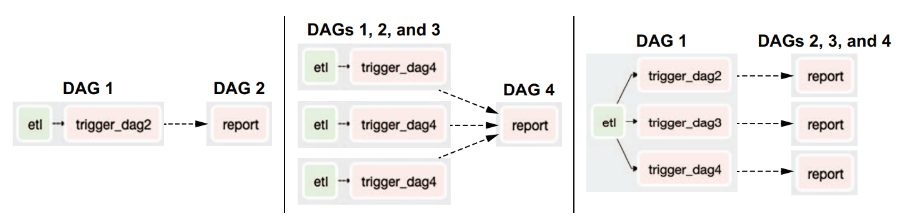 DAG 1
DAG 2
etl
trigger_dag2
report
DAGs 1, 2, and 3
etl
trigger_dag4
DAG 4
etl
trigger_dag4
report
etl
trigger_dag4
DAG 1
DAGs 2, 3, and 4
trigger_dag2
report
etl
trigger_dag3
report
trigger_dag4
report